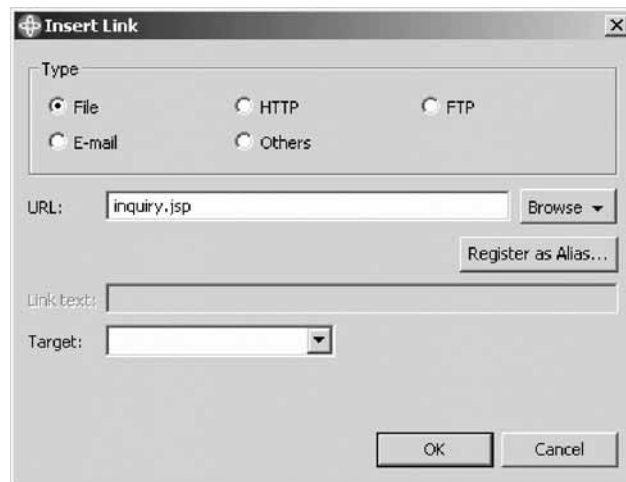 Insert Link
Type
File HTTP FTP
E-mail Others
URL: inquiry.jsp Browse
Register as Alias...
Link text:
Target:
OK Cancel